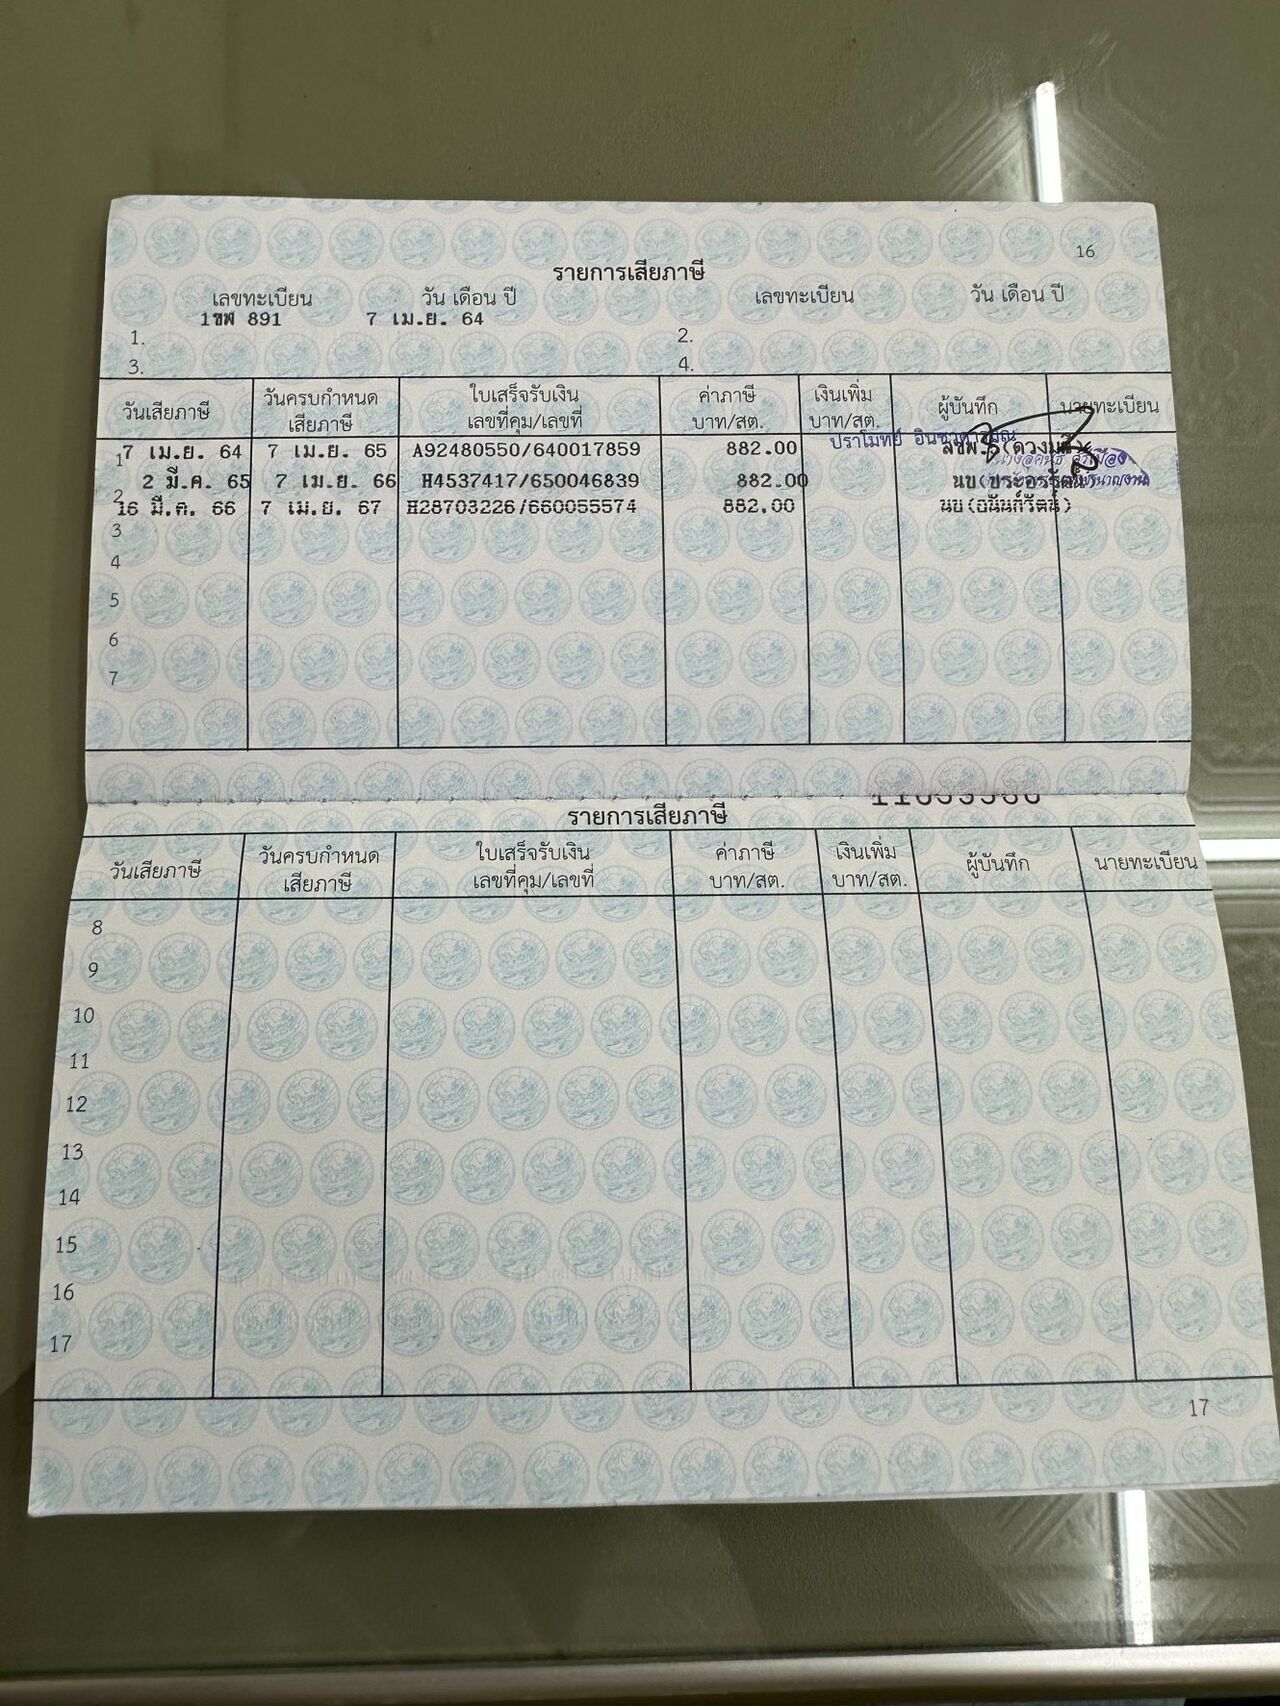 16
รายการเสียภาษี
เลขทะเบียน วัน เดือน ปี เลขทะเบียน วัน เดือน ปี
1ขฬ 891 7 เม.ย. 64
1. 2.
3. 4.
วันเสียภาษี วันครบกำหนดเสียภาษี ใบเสร็จรับเงิน เลขที่คุม/เลขที่ ค่าภาษี บาท/สต. เงินเพิ่ม บาท/สต. ผู้บันทึก นายทะเบียน
1 7 เม.ย. 64 7 เม.ย. 65 A92480550/640017859 882.00 ปราโมทย์
2 2 มี.ค. 65 7 เม.ย. 66 H4537417/650046839 882.00
16 มี.ค. 66 7 เม.ย. 67 H28703226/660055574 882.00 นย(อนันก์รัตน์)
3
4
5
6
7
รายการเสียภาษี
วันเสียภาษี วันครบกำหนดเสียภาษี ใบเสร็จรับเงิน เลขที่คุม/เลขที่ ค่าภาษี บาท/สต. เงินเพิ่ม บาท/สต. ผู้บันทึก นายทะเบียน
8
9
10
11
12
13
14
15
16
17
17